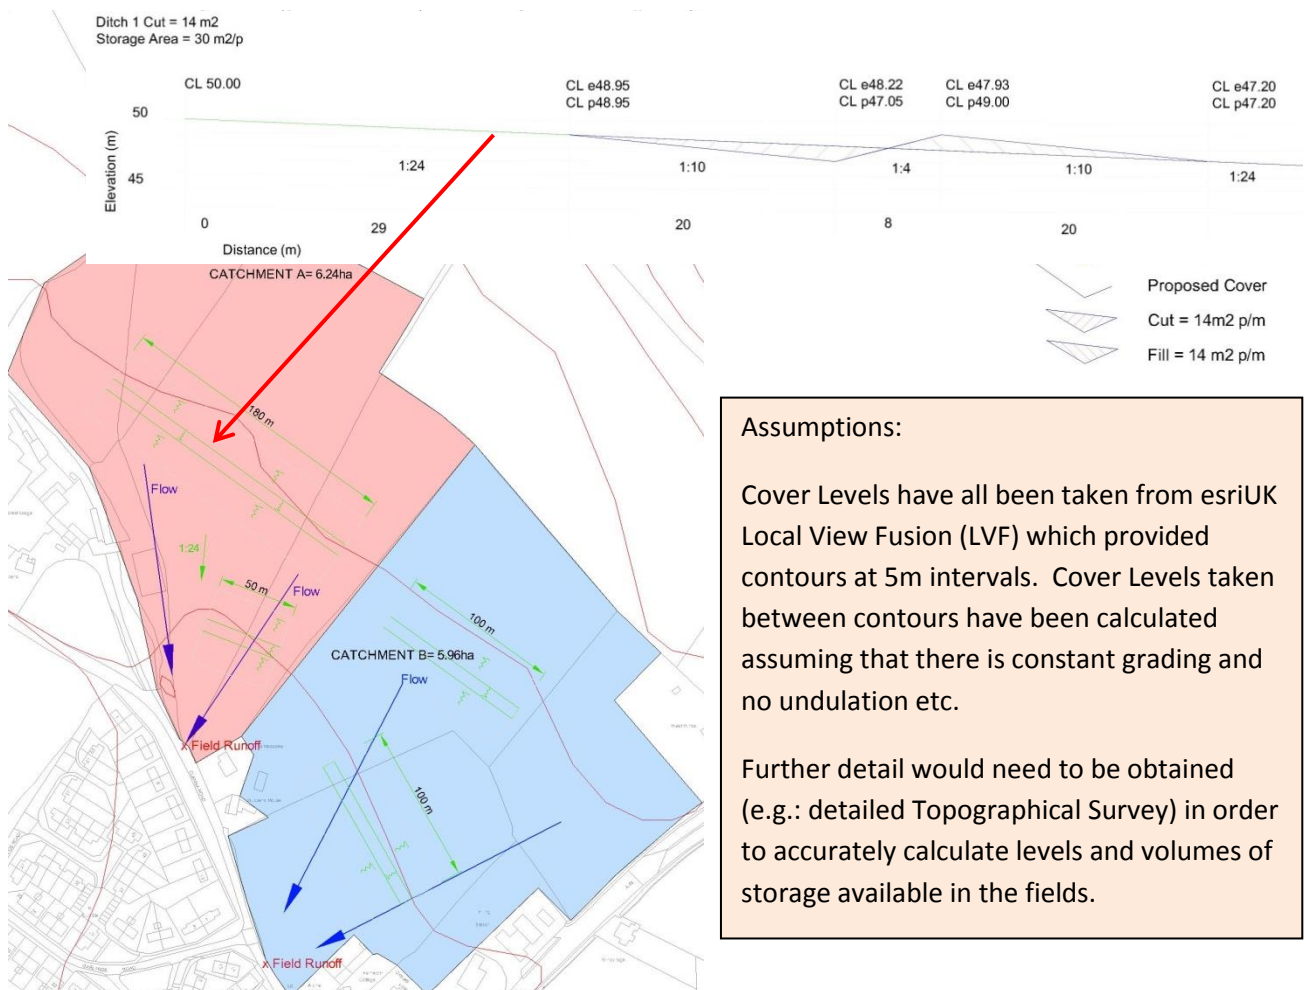 Ditch 1 Cut = 14 m2
Storage Area = 30 m2/p
CL 50.00
CL e48.95
CL p48.95
CL e48.22
CL p47.05
CL e47.93
CL p49.00
CL e47.20
CL p47.20
50
45
Elevation (m)
1:24
1:10
1:4
1:10
1:24
0
29
20
8
20
Distance (m)
Proposed Cover
Cut = 14m2 p/m
Fill = 14 m2 p/m
CATCHMENT A= 6.24ha
180 m
Flow
1:24
50 m
Flow
100 m
CATCHMENT B= 5.96ha
Flow
x Field Runoff
100 m
x Field Runoff
Assumptions:
Cover Levels have all been taken from esriUK
Local View Fusion (LVF) which provided
contours at 5m intervals. Cover Levels taken
between contours have been calculated
assuming that there is constant grading and
no undulation etc.
Further detail would need to be obtained
(e.g.: detailed Topographical Survey) in order
to accurately calculate levels and volumes of
storage available in the fields.